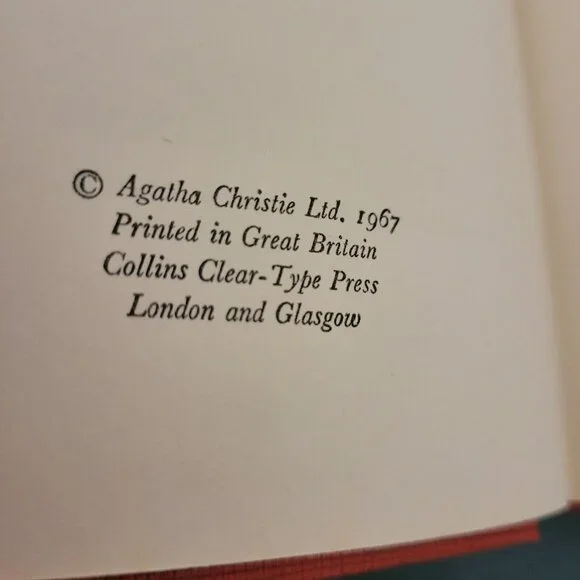 © Agatha Christie Ltd. 1967
Printed in Great Britain
Collins Clear-Type Press
London and Glasgow